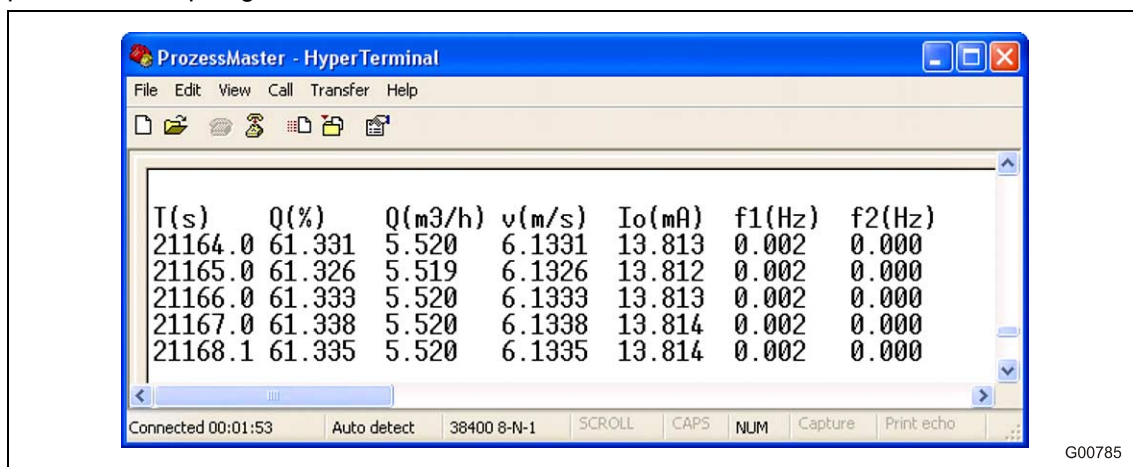 ProzessMaster - HyperTerminal
File Edit View Call Transfer Help
T(s) Q(%) Q(m3/h) v(m/s) Io(mA) f1(Hz) f2(Hz)
21164.0 61.331 5.520 6.1331 13.813 0.002 0.000
21165.0 61.326 5.519 6.1326 13.812 0.002 0.000
21166.0 61.333 5.520 6.1333 13.813 0.002 0.000
21167.0 61.338 5.520 6.1338 13.814 0.002 0.000
21168.1 61.335 5.520 6.1335 13.814 0.002 0.000
Connected 00:01:53 Auto detect 38400 8-N-1 SCROLL CAPS NUM Capture Print echo
G00785